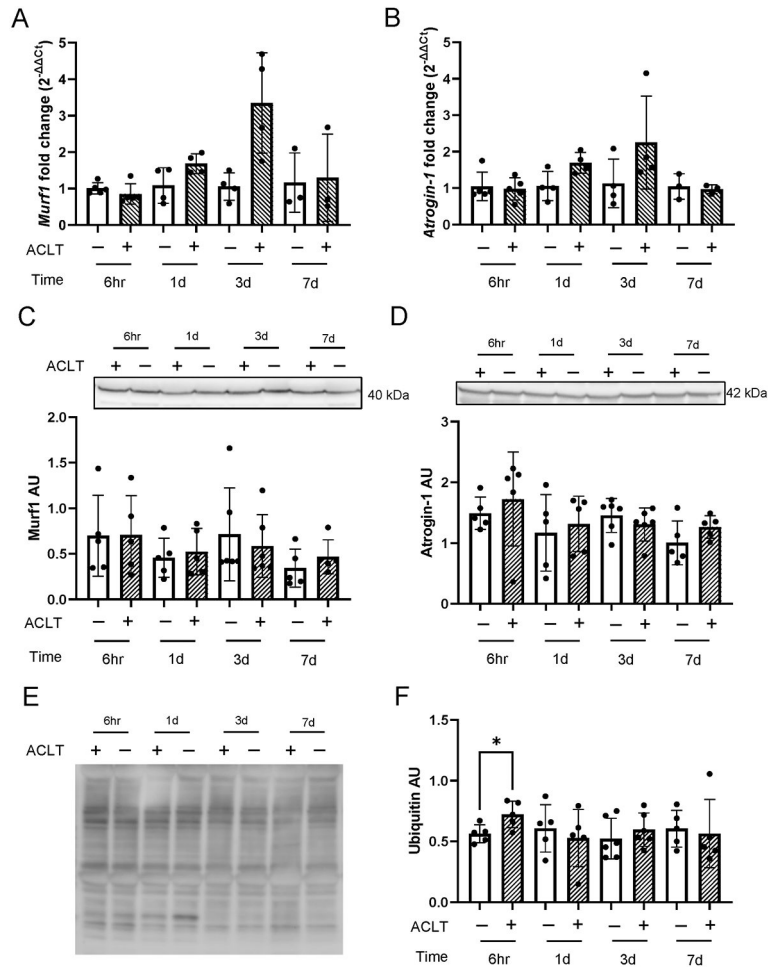 A
Murf1 fold change (2^-ΔΔCt)
5
4
3
2
1
0
ACLT − + − + − + − +
Time 6hr 1d 3d 7d
B
Atrogin-1 fold change (2^-ΔΔCt)
5
4
3
2
1
0
− + − + − + − +
6hr 1d 3d 7d
C
6hr 1d 3d 7d
ACLT + − + − + − + −
40 kDa
Murf1 AU
2.0
1.5
1.0
0.5
0.0
ACLT − + − + − + − +
Time 6hr 1d 3d 7d
D
6hr 1d 3d 7d
+ − + − + − + −
42 kDa
Atrogin-1 AU
3
2
1
0
− + − + − + − +
6hr 1d 3d 7d
E
6hr 1d 3d 7d
ACLT + − + − + − + −
F
Ubiquitin AU
1.5
1.0
0.5
0.0
*
ACLT − + − + − + − +
Time 6hr 1d 3d 7d